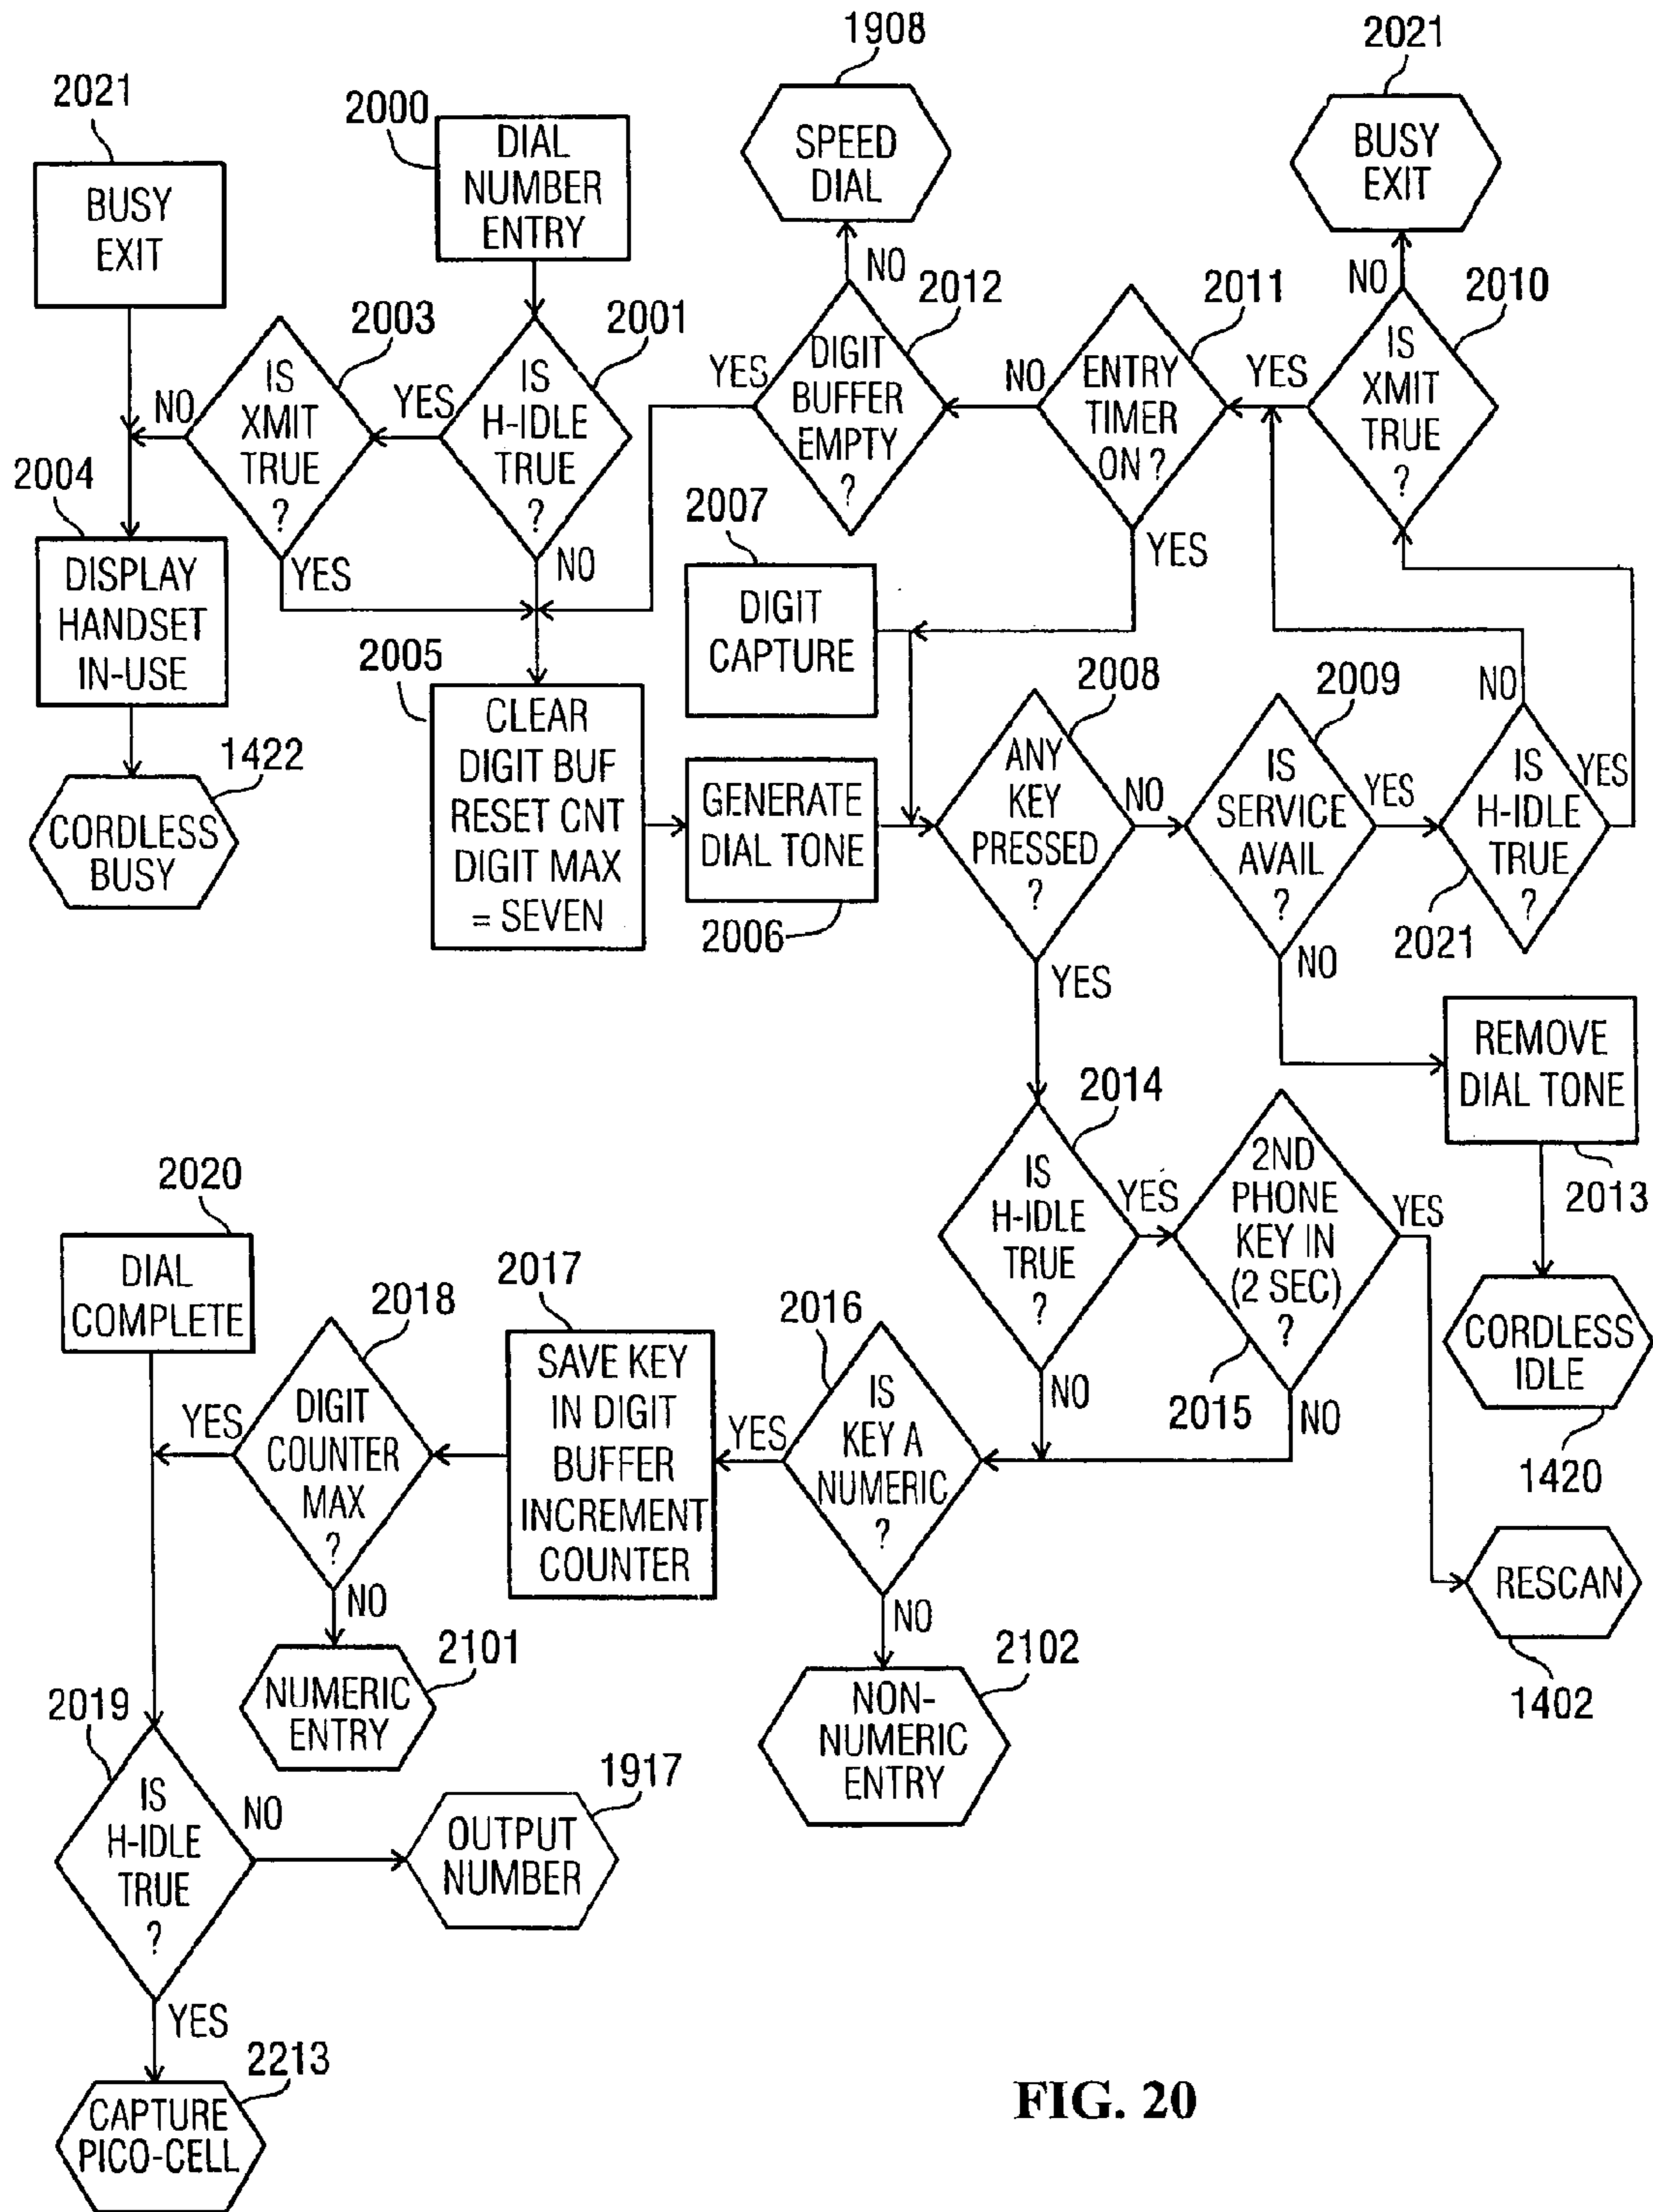 1908
2021
2021
2000
DIAL
NUMBER
ENTRY
SPEED
DIAL
BUSY
EXIT
BUSY
EXIT
NO
2012
2011
NO
2010
2003
2001
IS
XMIT
TRUE
?
NO
YES
IS
H-IDLE
TRUE
?
YES
DIGIT
BUFFER
EMPTY
?
NO
ENTRY
TIMER
ON ?
YES
IS
XMIT
TRUE
?
2004
YES
NO
2007
YES
DISPLAY
HANDSET
IN-USE
DIGIT
CAPTURE
2005
CLEAR
DIGIT BUF
RESET CNT
DIGIT MAX
= SEVEN
2008
2009
NO
1422
CORDLESS
BUSY
GENERATE
DIAL TONE
2006
ANY
KEY
PRESSED
?
NO
IS
SERVICE
AVAIL
?
YES
IS
H-IDLE
TRUE
?
YES
2021
YES
NO
REMOVE
DIAL TONE
2013
2014
IS
H-IDLE
TRUE
?
YES
2ND
PHONE
KEY IN
(2 SEC)
?
YES
2020
DIAL
COMPLETE
2018
2017
2016
NO
2015
NO
CORDLESS
IDLE
1420
YES
DIGIT
COUNTER
MAX
?
SAVE KEY
IN DIGIT
BUFFER
INCREMENT
COUNTER
YES
IS
KEY A
NUMERIC
?
RESCAN
1402
NO
2101
NUMERIC
ENTRY
NO
2102
NON-
NUMERIC
ENTRY
2019
IS
H-IDLE
TRUE
?
NO
1917
OUTPUT
NUMBER
YES
2213
CAPTURE
PICO-CELL
FIG. 20